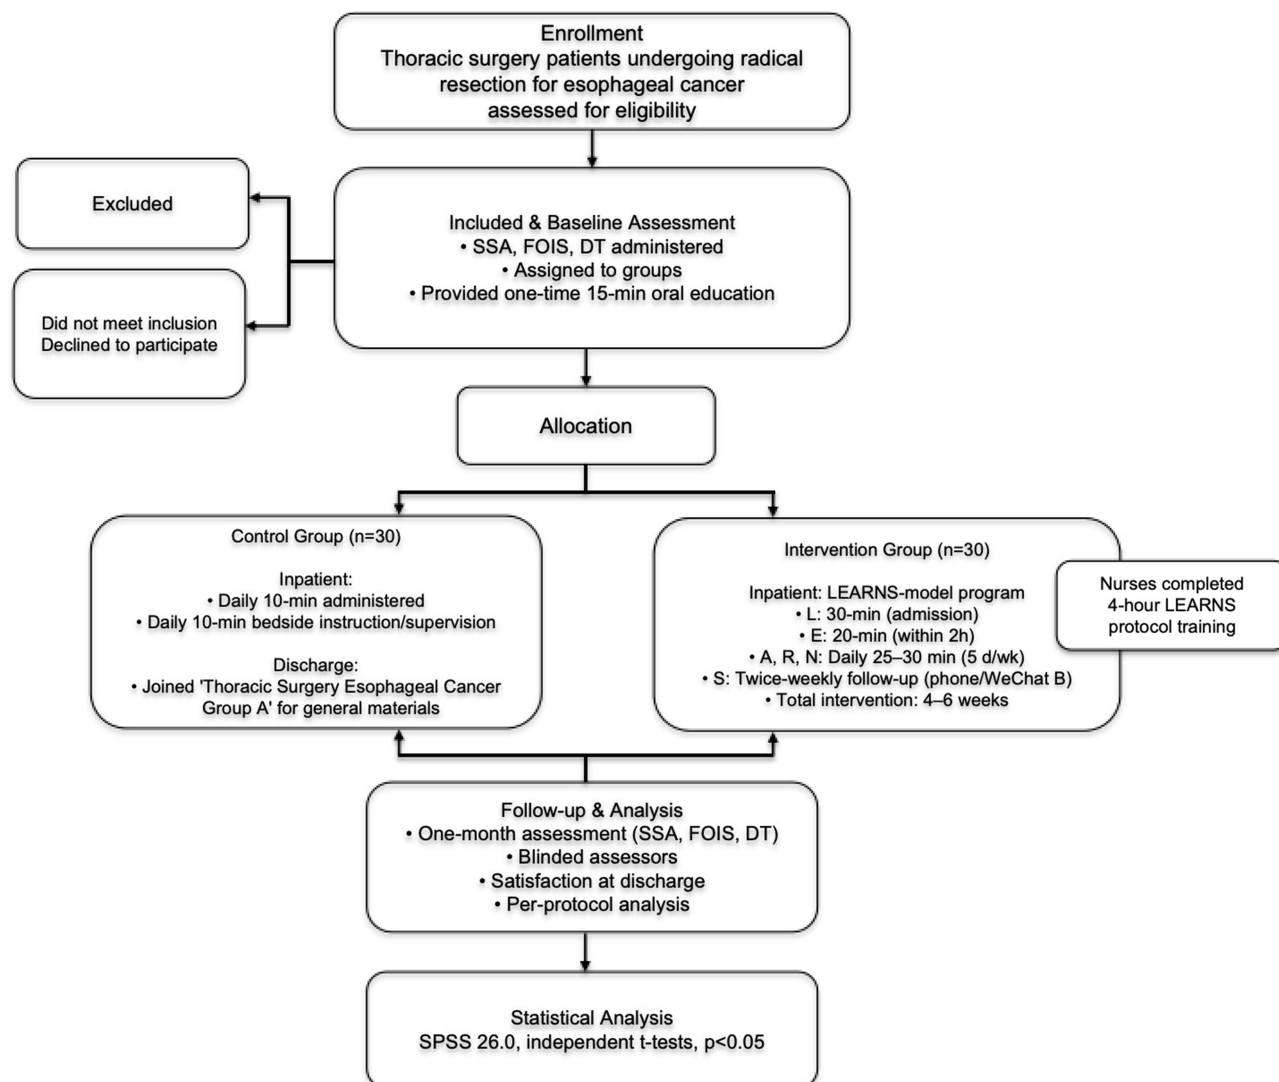 Enrollment
Thoracic surgery patients undergoing radical
resection for esophageal cancer
assessed for eligibility
Excluded
Did not meet inclusion
Declined to participate
Included & Baseline Assessment
• SSA, FOIS, DT administered
• Assigned to groups
• Provided one-time 15-min oral education
Allocation
Control Group (n=30)
Inpatient:
• Daily 10-min administered
• Daily 10-min bedside instruction/supervision
Discharge:
• Joined 'Thoracic Surgery Esophageal Cancer
Group A' for general materials
Intervention Group (n=30)
Inpatient: LEARNS-model program
• L: 30-min (admission)
• E: 20-min (within 2h)
• A, R, N: Daily 25–30 min (5 d/wk)
• S: Twice-weekly follow-up (phone/WeChat B)
• Total intervention: 4–6 weeks
Nurses completed
4-hour LEARNS
protocol training
Follow-up & Analysis
• One-month assessment (SSA, FOIS, DT)
• Blinded assessors
• Satisfaction at discharge
• Per-protocol analysis
Statistical Analysis
SPSS 26.0, independent t-tests, p<0.05